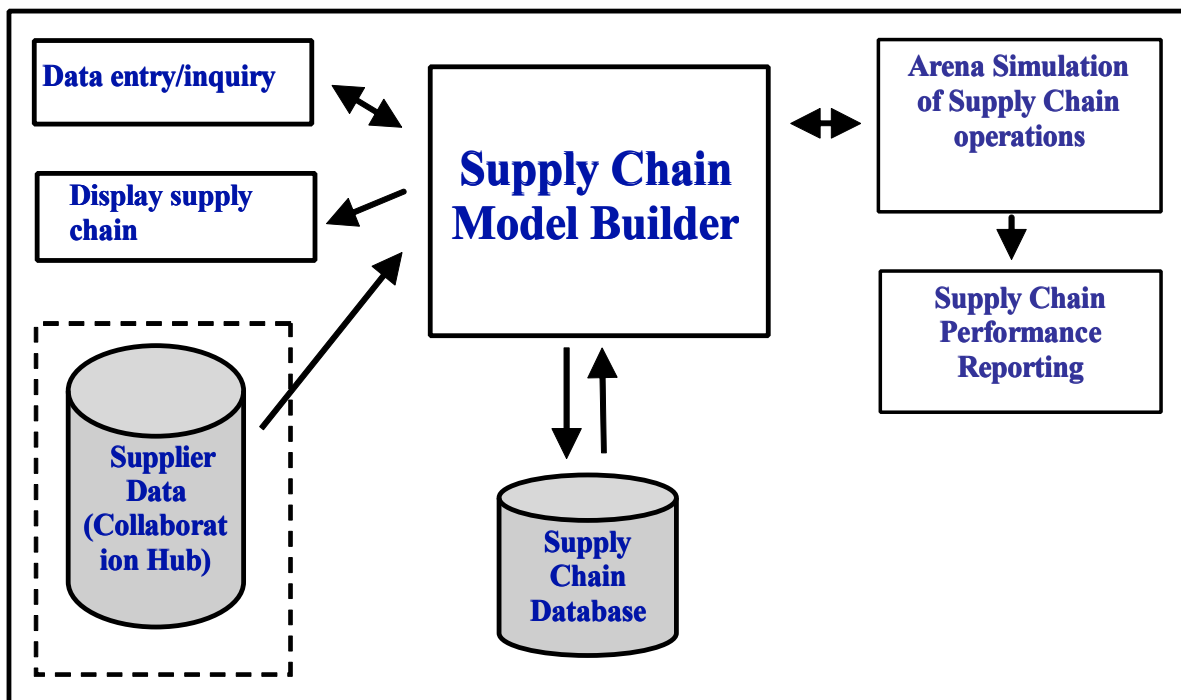 Data entry/inquiry
Display supply
chain
Supplier
Data
(Collaborat
ion Hub)
Supply Chain
Model Builder
Supply
Chain
Database
Arena Simulation
of Supply Chain
operations
Supply Chain
Performance
Reporting